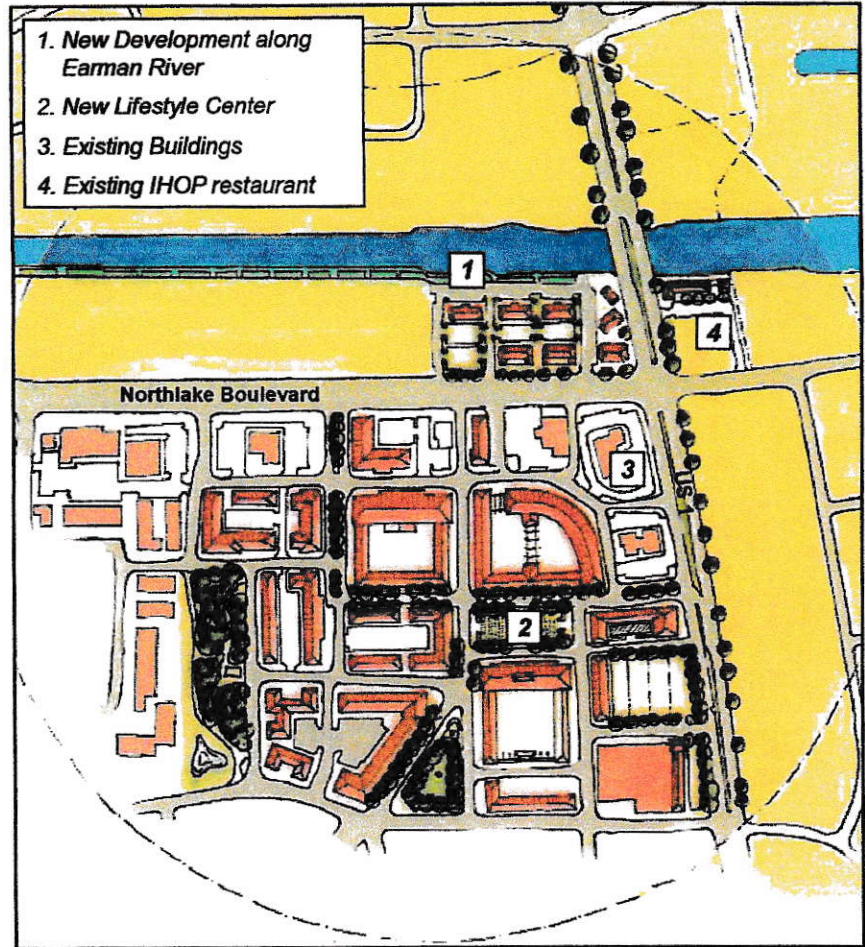 1. New Development along
Earman River
2. New Lifestyle Center
3. Existing Buildings
4. Existing IHOP restaurant
1
4
Northlake Boulevard
3
US
2